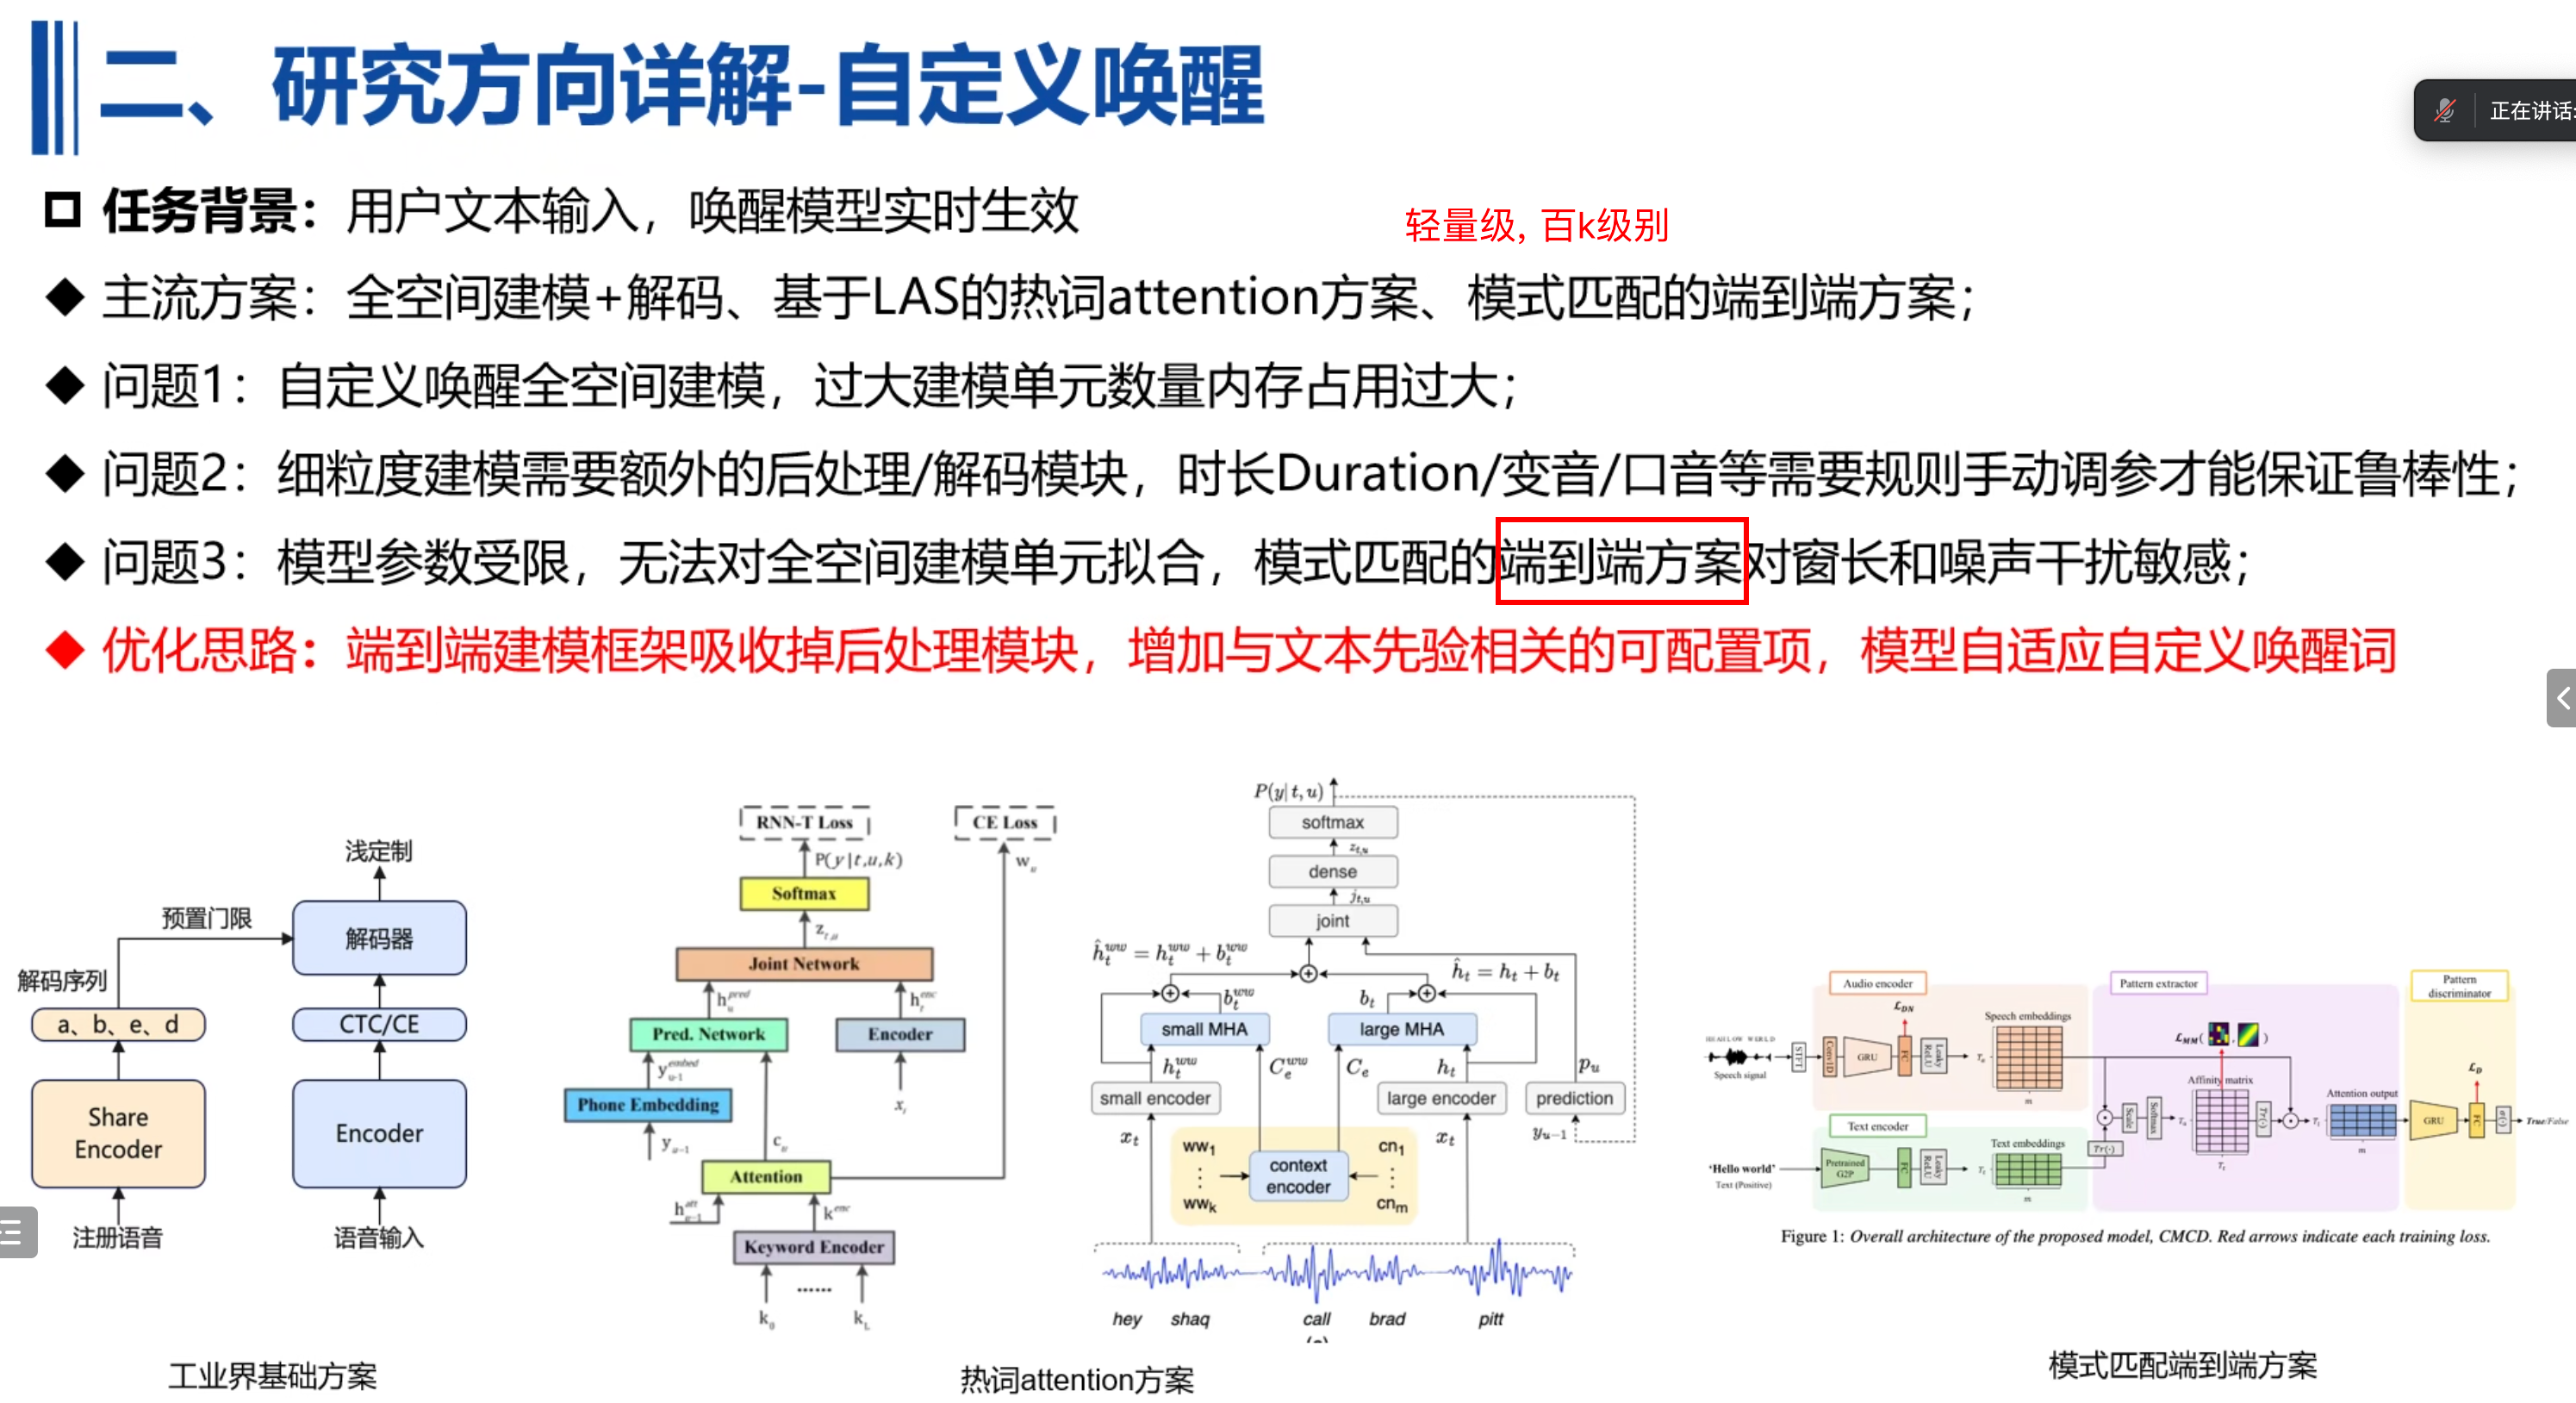 二、研究方向详解-自定义唤醒
正在讲话:
任务背景：用户文本输入，唤醒模型实时生效
轻量级, 百k级别
主流方案：全空间建模+解码、基于LAS的热词attention方案、模式匹配的端到端方案；
问题1：自定义唤醒全空间建模，过大建模单元数量内存占用过大；
问题2：细粒度建模需要额外的后处理/解码模块，时长Duration/变音/口音等需要规则手动调参才能保证鲁棒性；
问题3：模型参数受限，无法对全空间建模单元拟合，模式匹配的端到端方案对窗长和噪声干扰敏感；
优化思路：端到端建模框架吸收掉后处理模块，增加与文本先验相关的可配置项，模型自适应自定义唤醒词
浅定制
预置门限
解码器
解码序列
a、b、e、d
CTC/CE
Share
Encoder
Encoder
注册语音
语音输入
工业界基础方案
RNN-T Loss
CE Loss
P(y|t,u,k)
w_u
Softmax
z_{t,u}
Joint Network
h_u^{pred}
h_t^{enc}
Pred. Network
Encoder
y_{u-1}^{embed}
Phone Embedding
x_t
y_{u-1}
c_u
Attention
h_{u-1}^{att}
k^{enc}
Keyword Encoder
......
k_0
k_L
P(y|t,u)
softmax
z_{t,u}
dense
j_{t,u}
joint
ĥ_t^{ww} = h_t^{ww} + b_t^{ww}
ĥ_t = h_t + b_t
b_t^{ww}
b_t
small MHA
large MHA
h_t^{ww}
C_e^{ww}
C_e
h_t
p_u
small encoder
large encoder
prediction
x_t
x_t
y_{u-1}
ww_1
⋮
ww_k
context
encoder
cn_1
⋮
cn_m
hey shaq call brad pitt
热词attention方案
Audio encoder
Pattern extractor
Pattern
discriminator
L_{DN}
Speech embeddings
L_{MM}( , )
STFT
Conv1D
GRU
FC
Leaky
ReLU
T_a
m
Speech signal
L_D
Affinity matrix
Attention output
Scale
Softmax
T_a
T_t
Tr(·)
T_t
m
GRU
FC
σ(·)
True/False
Text encoder
Text embeddings
Tr(·)
'Hello world'
Text (Positive)
Pretrained
G2P
FC
Leaky
ReLU
T_t
m
Figure 1: Overall architecture of the proposed model, CMCD. Red arrows indicate each training loss.
模式匹配端到端方案